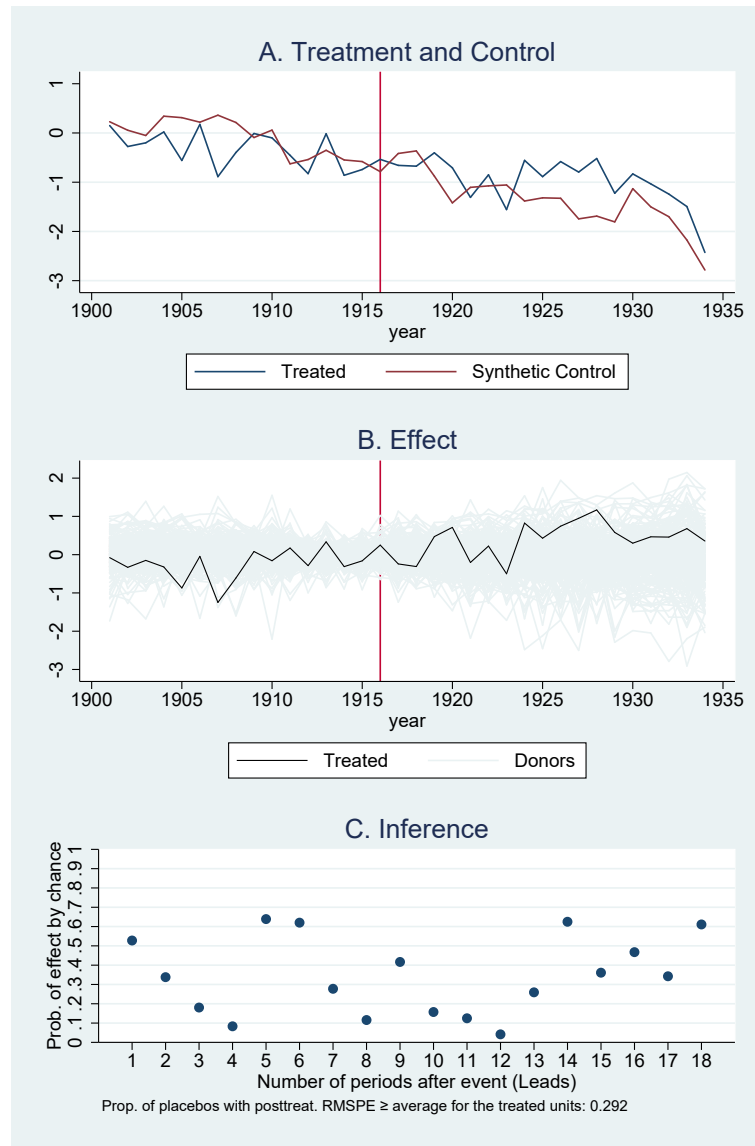 A. Treatment and Control
1
0
-1
-2
-3
1900 1905 1910 1915 1920 1925 1930 1935
year
Treated Synthetic Control
B. Effect
2
1
0
-1
-2
-3
1900 1905 1910 1915 1920 1925 1930 1935
year
Treated Donors
C. Inference
Prob. of effect by chance
0 .1 .2 .3 .4 .5 .6 .7 .8 .9 1
1 2 3 4 5 6 7 8 9 10 11 12 13 14 15 16 17 18
Number of periods after event (Leads)
Prop. of placebos with posttreat. RMSPE ≥ average for the treated units: 0.292